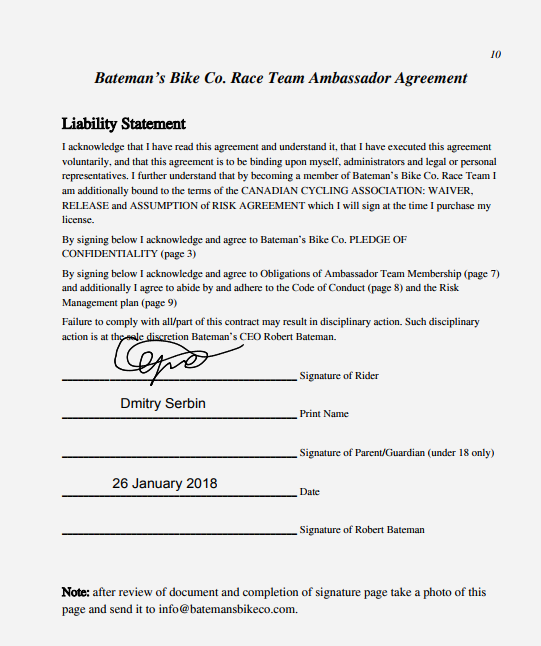 10
Bateman's Bike Co. Race Team Ambassador Agreement
Liability Statement
I acknowledge that I have read this agreement and understand it, that I have executed this agreement
voluntarily, and that this agreement is to be binding upon myself, administrators and legal or personal
representatives. I further understand that by becoming a member of Bateman's Bike Co. Race Team I
am additionally bound to the terms of the CANADIAN CYCLING ASSOCIATION: WAIVER,
RELEASE and ASSUMPTION of RISK AGREEMENT which I will sign at the time I purchase my
license.
By signing below I acknowledge and agree to Bateman's Bike Co. PLEDGE OF
CONFIDENTIALITY (page 3)
By signing below I acknowledge and agree to Obligations of Ambassador Team Membership (page 7)
and additionally I agree to abide by and adhere to the Code of Conduct (page 8) and the Risk
Management plan (page 9)
Failure to comply with all/part of this contract may result in disciplinary action. Such disciplinary
action is at the sole discretion Bateman's CEO Robert Bateman.
Signature of Rider
Dmitry Serbin
Print Name
Signature of Parent/Guardian (under 18 only)
26 January 2018
Date
Signature of Robert Bateman
Note: after review of document and completion of signature page take a photo of this
page and send it to info@batemansbikeco.com.